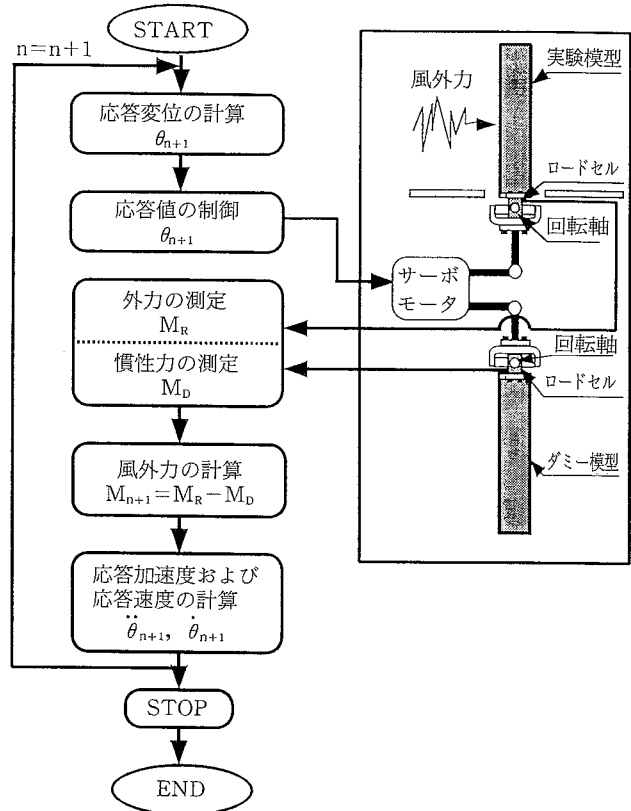 START
n=n+1
応答変位の計算
θn+1
応答値の制御
θn+1
外力の測定
MR
慣性力の測定
MD
風外力の計算
Mn+1=MR−MD
応答加速度および
応答速度の計算
θ̈n+1, θ̇n+1
STOP
END
実験模型
風外力
ロードセル
回転軸
サーボ
モータ
回転軸
ロードセル
ダミー模型